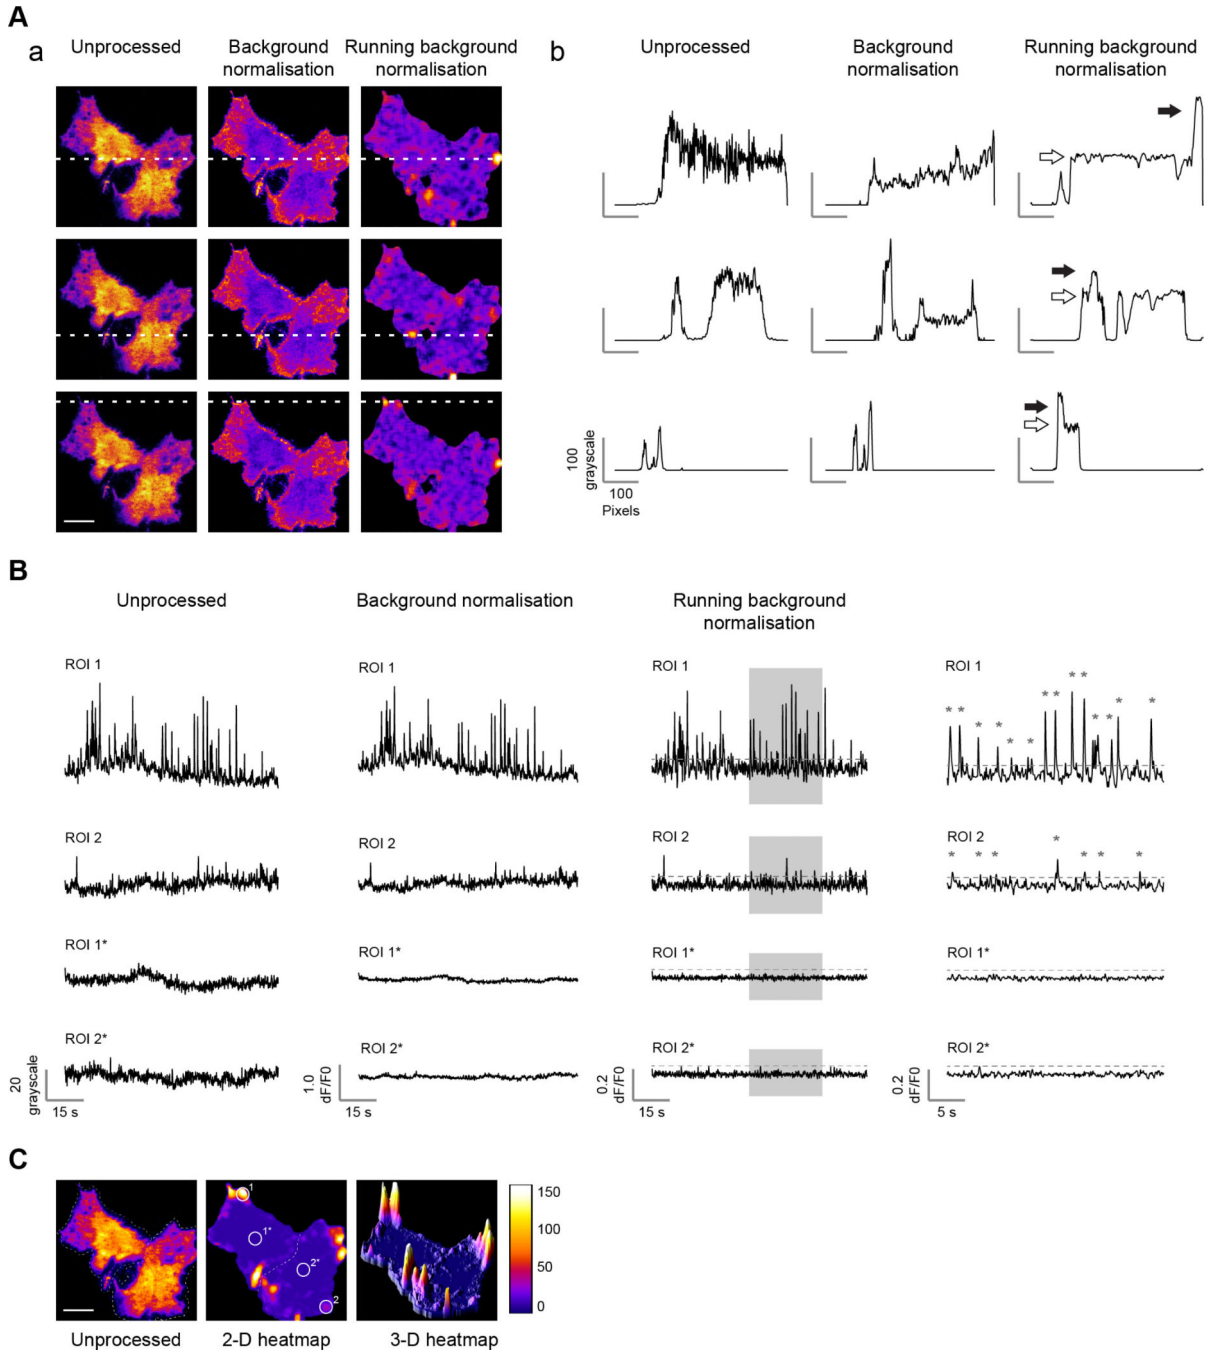 A
a
Unprocessed
Background
normalisation
Running background
normalisation
b
Unprocessed
Background
normalisation
Running background
normalisation
100
grayscale
100
Pixels
B
Unprocessed
Background normalisation
Running background
normalisation
ROI 1
ROI 1
ROI 1
ROI 1
* * * * * * * * * * * * * *
ROI 2
ROI 2
ROI 2
ROI 2
* * * * * * *
ROI 1*
ROI 1*
ROI 1*
ROI 1*
ROI 2*
ROI 2*
ROI 2*
ROI 2*
20
grayscale
15 s
1.0
dF/F0
15 s
0.2
dF/F0
15 s
0.2
dF/F0
5 s
C
1
1*
2*
2
150
100
50
0
Unprocessed
2-D heatmap
3-D heatmap